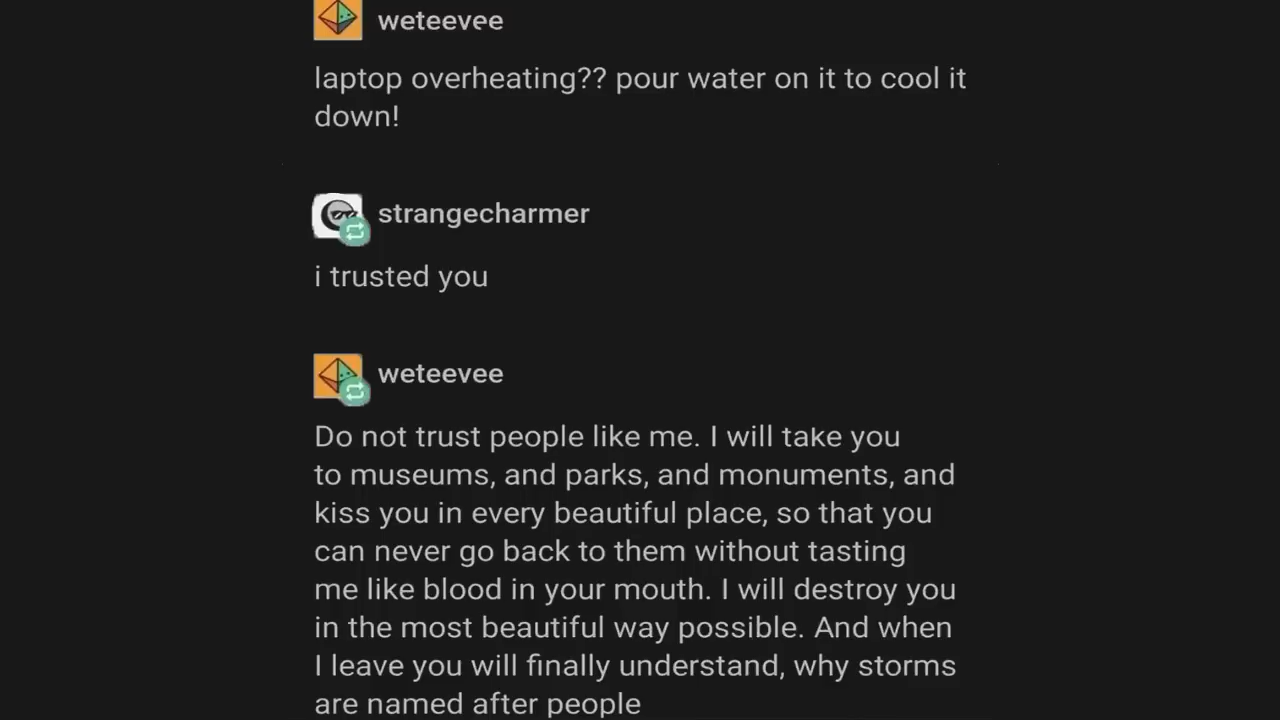 weteevee
laptop overheating?? pour water on it to cool it
down!
strangecharmer
i trusted you
weteevee
Do not trust people like me. I will take you
to museums, and parks, and monuments, and
kiss you in every beautiful place, so that you
can never go back to them without tasting
me like blood in your mouth. I will destroy you
in the most beautiful way possible. And when
I leave you will finally understand, why storms
are named after people